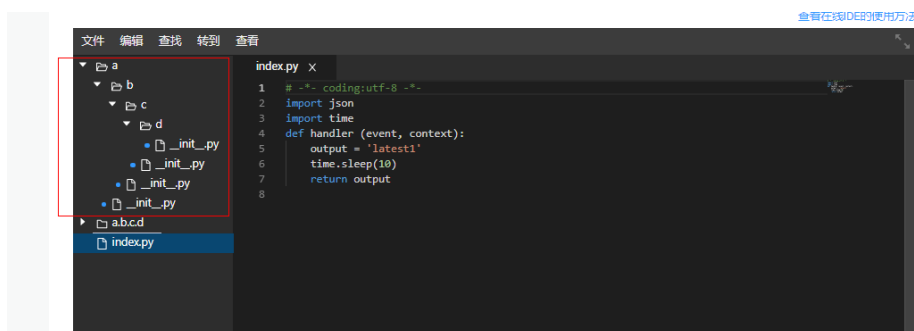 查看在线IDE的使用方法
文件 编辑 查找 转到 查看
a
b
c
d
__init__.py
__init__.py
__init__.py
__init__.py
a.b.c.d
index.py
index.py ×
1 # -*- coding:utf-8 -*-
2 import json
3 import time
4 def handler (event, context):
5 output = 'latest1'
6 time.sleep(10)
7 return output
8